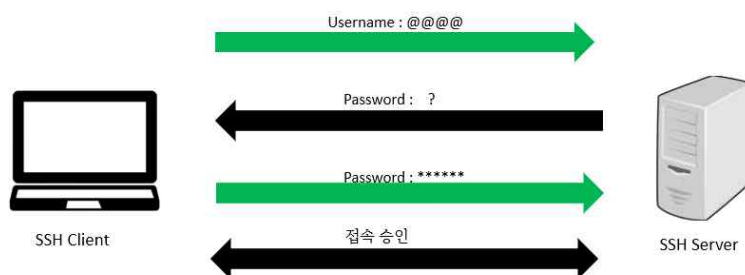 Username : @@@@
Password : ?
Password : ******
접속 승인
SSH Client
SSH Server